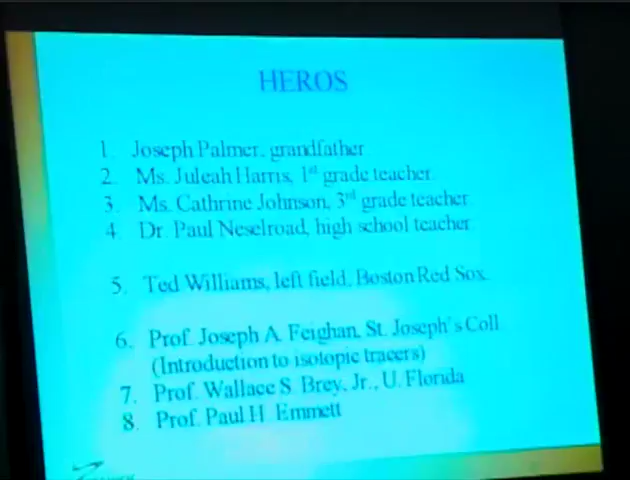 HEROS
1. Joseph Palmer, grandfather
2. Ms. Juleah Harris, 1st grade teacher
3. Ms. Cathrine Johnson, 3rd grade teacher
4. Dr. Paul Neselroad, high school teacher
5. Ted Williams, left field, Boston Red Sox
6. Prof. Joseph A. Feighan, St. Joseph's Coll
(Introduction to isotopic tracers)
7. Prof. Wallace S. Brey, Jr., U. Florida
8. Prof. Paul H. Emmett